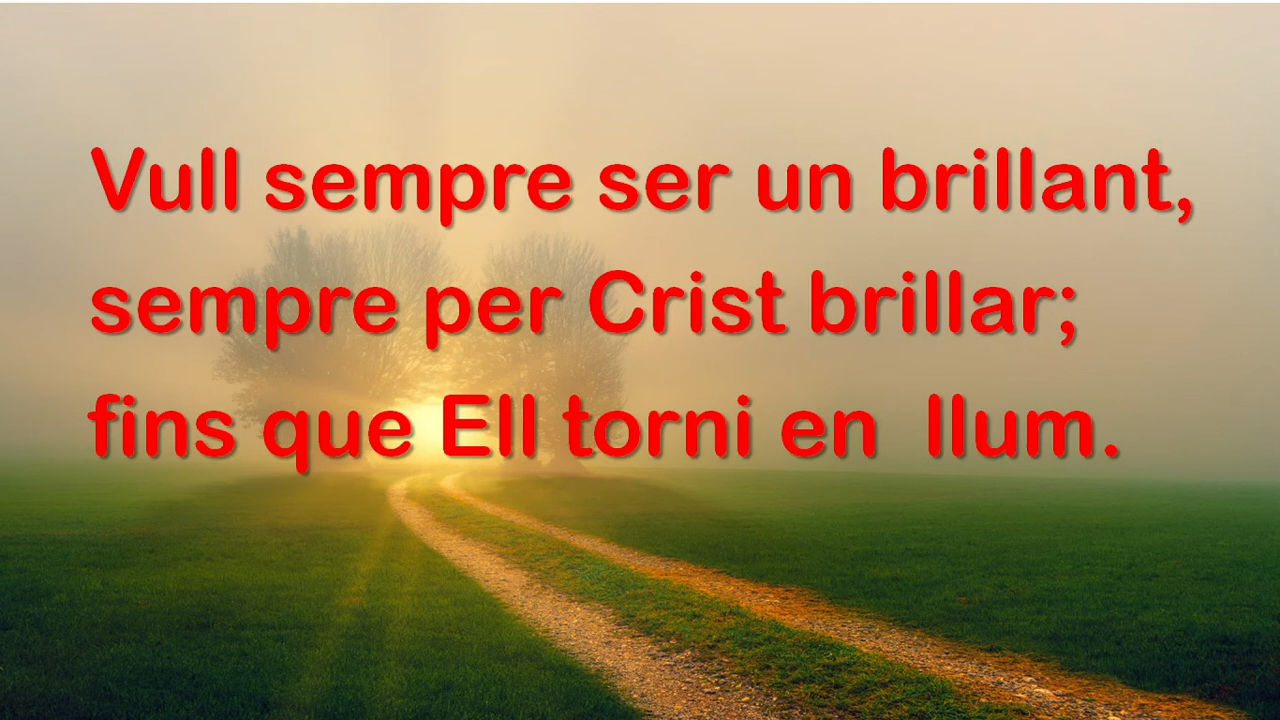 Vull sempre ser un brillant,
sempre per Crist brillar;
fins que Ell torni en  llum.